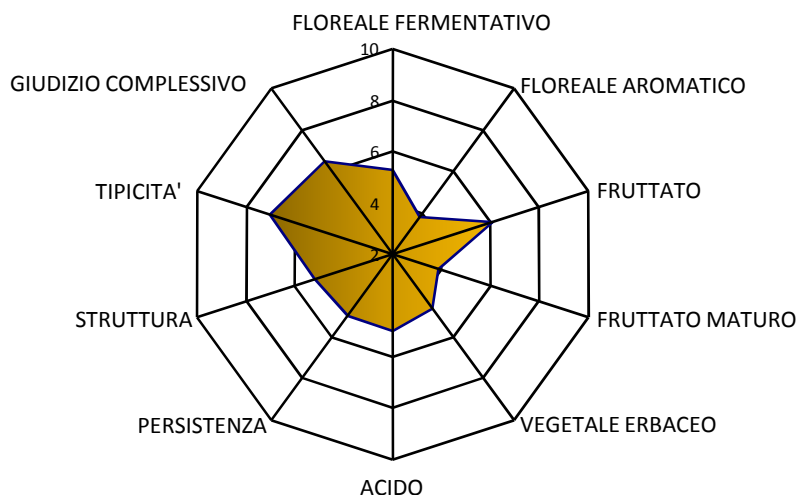 FLOREALE FERMENTATIVO
10
GIUDIZIO COMPLESSIVO
FLOREALE AROMATICO
8
6
TIPICITA'
FRUTTATO
4
2
STRUTTURA
FRUTTATO MATURO
PERSISTENZA
VEGETALE ERBACEO
ACIDO